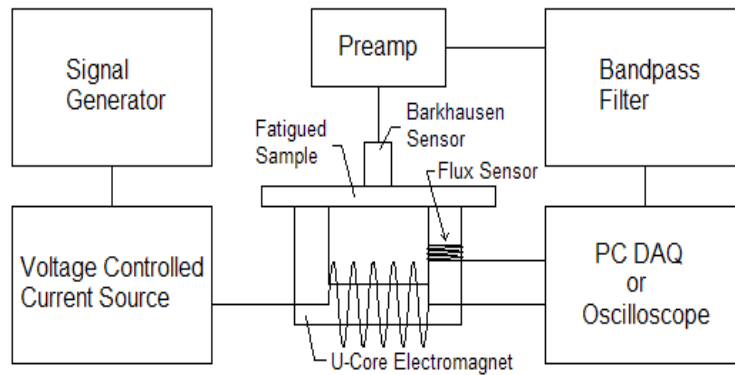 Signal
Generator
Preamp
Bandpass
Filter
Barkhausen
Sensor
Fatigued
Sample
Flux Sensor
Voltage Controlled
Current Source
PC DAQ
or
Oscilloscope
U-Core Electromagnet